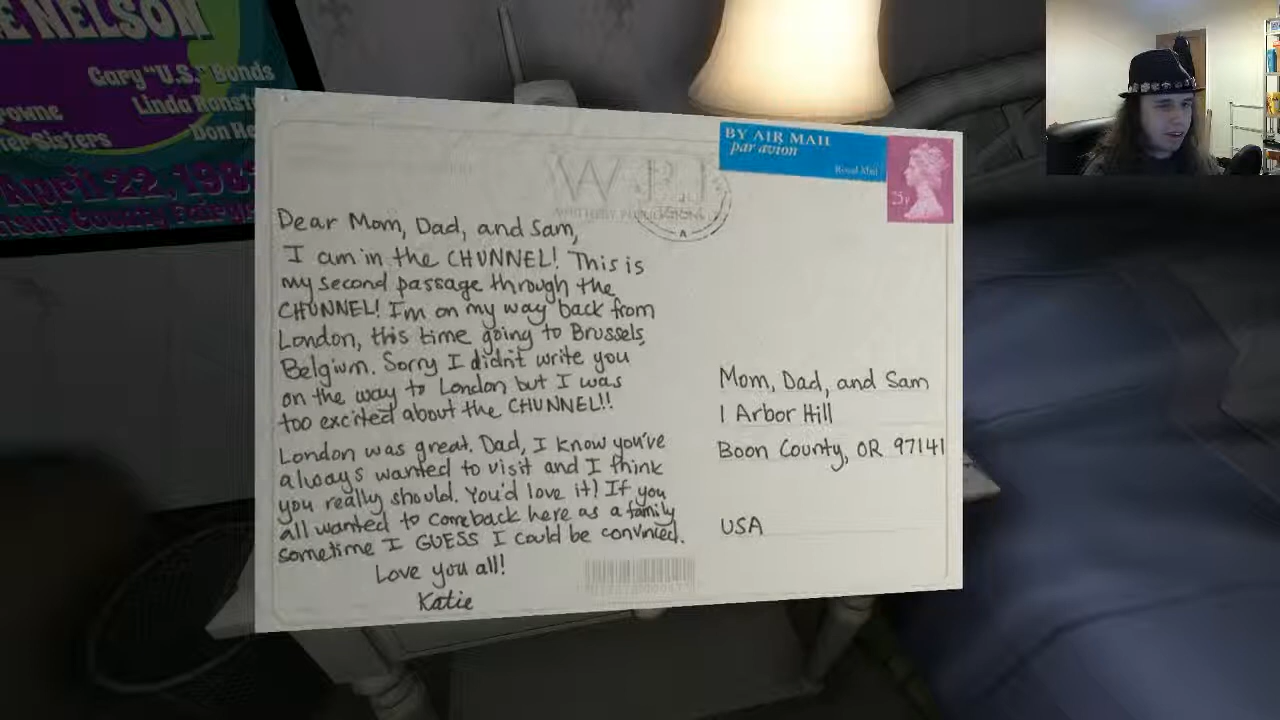 E NELSON
Gary "U.S." Bonds
Linda Ronst
Don He
owne
ter Sisters
April 22, 198
BY AIR MAIL
par avion
Royal Mail
Dear Mom, Dad, and Sam,
I am in the CHUNNEL! This is
my second passage through the
CHUNNEL! I'm on my way back from
London, this time going to Brussels,
Belgium. Sorry I didn't write you
on the way to London but I was
too excited about the CHUNNEL!!
London was great. Dad, I know you've
always wanted to visit and I think
you really should. You'd love it! If you
all wanted to come back here as a family
sometime I GUESS I could be convinced.
Love you all!
Katie
Mom, Dad, and Sam
1 Arbor Hill
Boon County, OR 97141
USA